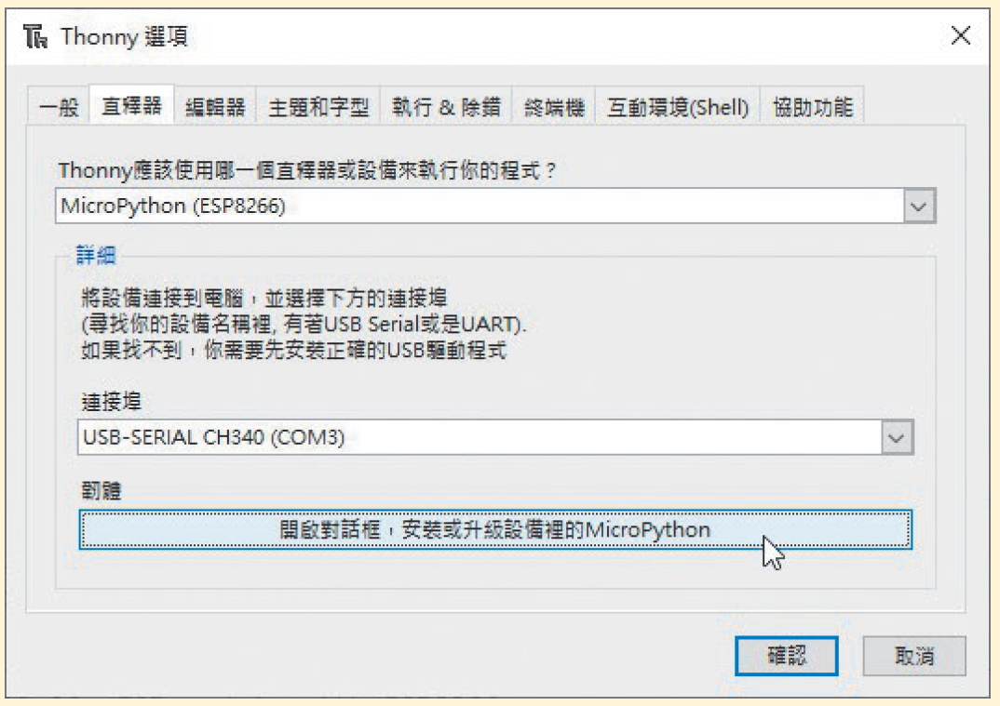 Thonny 選項
一般 直譯器 編輯器 主題和字型 執行 & 除錯 終端機 互動環境(Shell) 協助功能
Thonny應該使用哪一個直譯器或設備來執行你的程式？
MicroPython (ESP8266)
詳細
將設備連接到電腦，並選擇下方的連接埠
(尋找你的設備名稱裡, 有著USB Serial或是UART).
如果找不到，你需要先安裝正確的USB驅動程式
連接埠
USB-SERIAL CH340 (COM3)
韌體
開啟對話框，安裝或升級設備裡的MicroPython
確認 取消